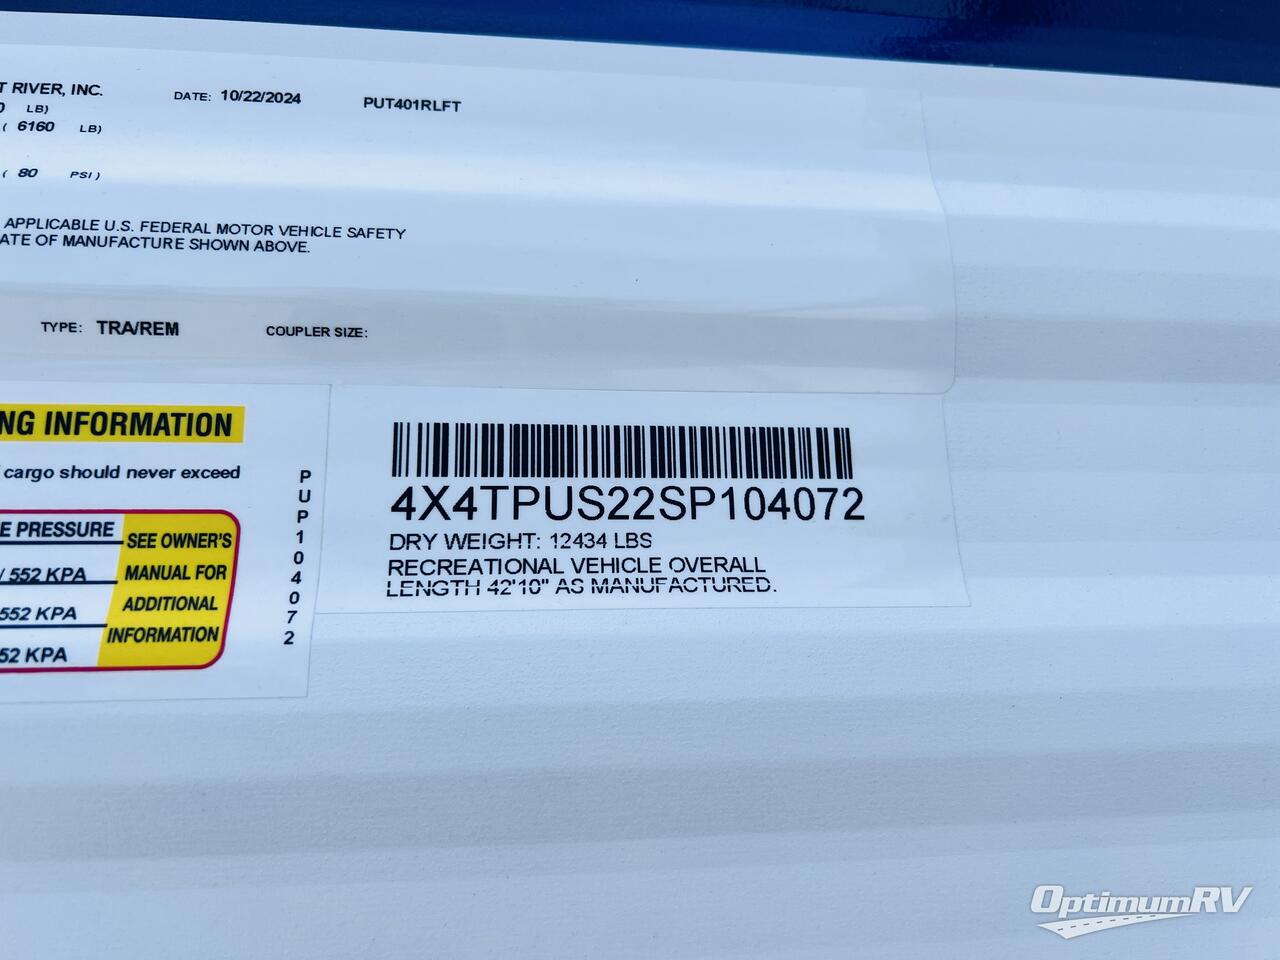 T RIVER, INC. DATE: 10/22/2024 PUT401RLFT
0 LB)
( 6160 LB)
( 80 PSI )
APPLICABLE U.S. FEDERAL MOTOR VEHICLE SAFETY
ATE OF MANUFACTURE SHOWN ABOVE.
TYPE: TRA/REM COUPLER SIZE:
NG INFORMATION
cargo should never exceed
E PRESSURE
/ 552 KPA
552 KPA
52 KPA
SEE OWNER'S
MANUAL FOR
ADDITIONAL
INFORMATION
PUP104072
4X4TPUS22SP104072
DRY WEIGHT: 12434 LBS
RECREATIONAL VEHICLE OVERALL
LENGTH 42'10" AS MANUFACTURED.
OptimumRV